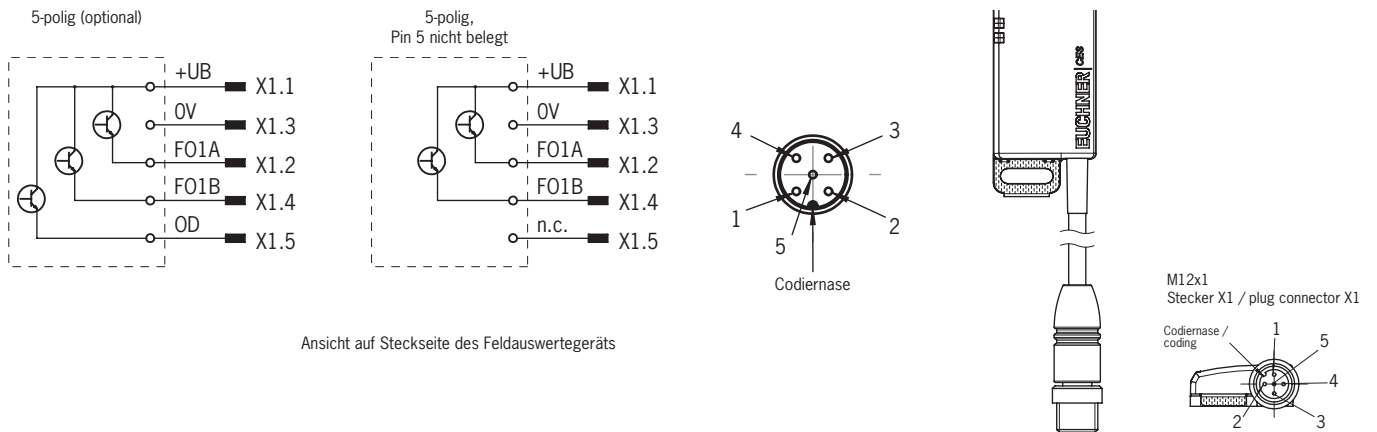 5-polig (optional)
+UB
X1.1
0V
X1.3
FO1A
X1.2
FO1B
X1.4
OD
X1.5
5-polig,
Pin 5 nicht belegt
+UB
X1.1
0V
X1.3
FO1A
X1.2
FO1B
X1.4
n.c.
X1.5
Ansicht auf Steckseite des Feldauswertegeräts
4
3
1
2
5
Codiernase
EUCHNER CES
M12x1
Stecker X1 / plug connector X1
Codiernase /
coding
1
5
4
2
3